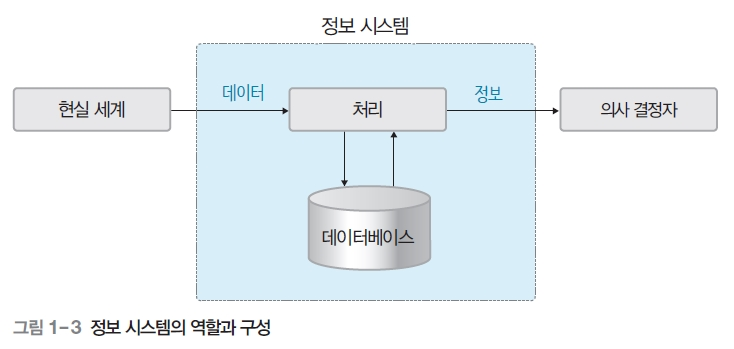 정보 시스템
현실 세계
데이터
처리
정보
의사 결정자
데이터베이스
그림 1-3 정보 시스템의 역할과 구성